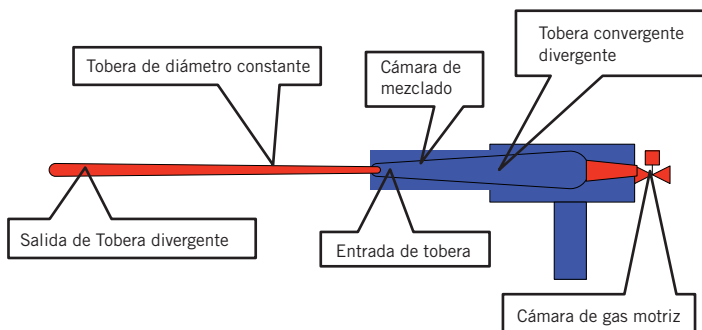 Tobera convergente
divergente
Tobera de diámetro constante
Cámara de
mezclado
Salida de Tobera divergente
Entrada de tobera
Cámara de gas motriz